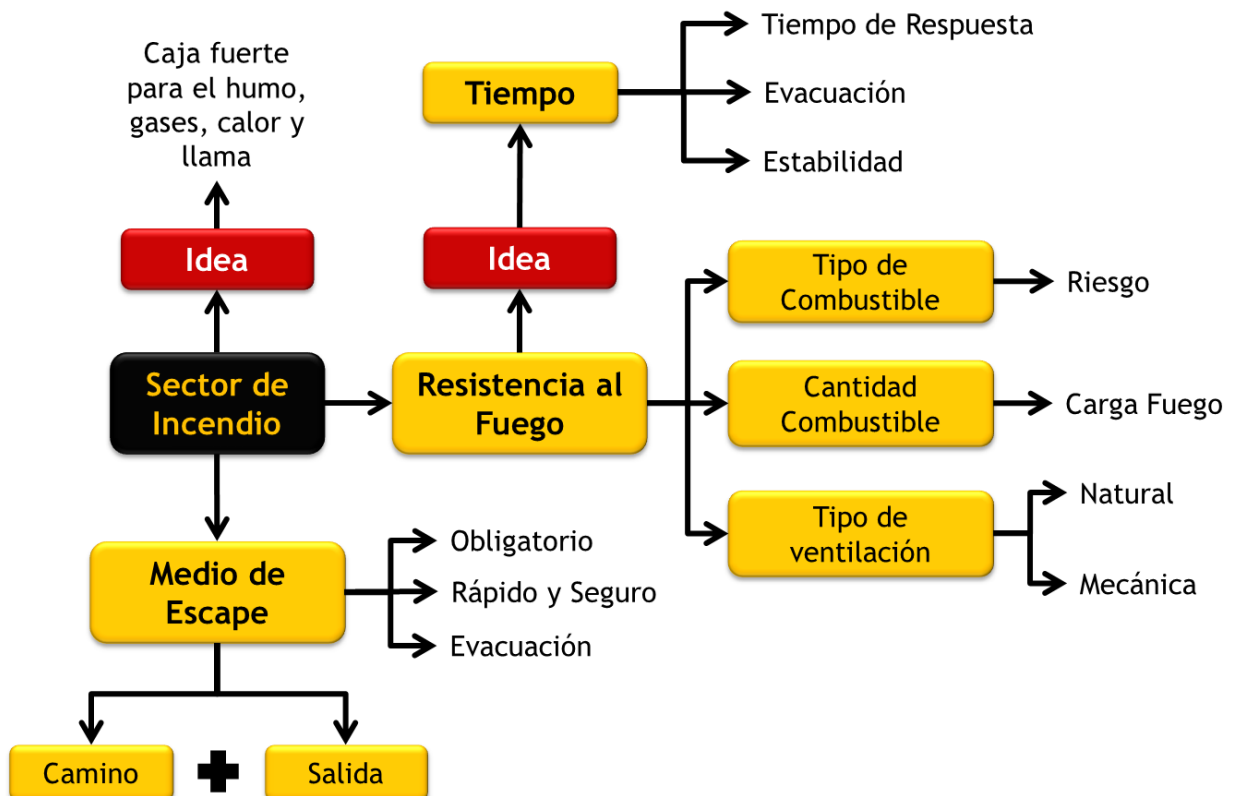 Caja fuerte
para el humo,
gases, calor y
llama
Idea
Sector de
Incendio
Tiempo
Tiempo de Respuesta
Evacuación
Estabilidad
Idea
Resistencia al
Fuego
Tipo de
Combustible
Riesgo
Cantidad
Combustible
Carga Fuego
Tipo de
ventilación
Natural
Mecánica
Medio de
Escape
Obligatorio
Rápido y Seguro
Evacuación
Camino
Salida